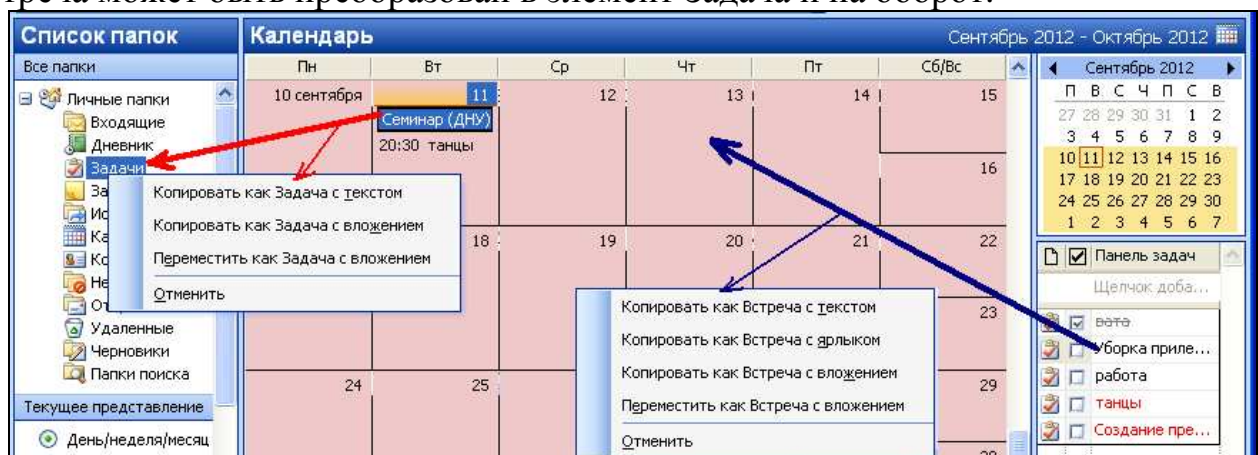 треча может быть преобразован в элемент Задача и на оборот.
Список папок
Все папки
Личные папки
Входящие
Дневник
Задачи
За
Ис
Ка
Ко
Не
От
Удаленные
Черновики
Папки поиска
Текущее представление
День/неделя/месяц
Календарь
Сентябрь 2012 - Октябрь 2012
Пн Вт Ср Чт Пт Сб/Вс
10 сентября 11 12 13 14 15
Семинар (ДНУ)
20:30 танцы
16
18 19 20 21 22
23
24 25 29
Копировать как Задача с текстом
Копировать как Задача с вложением
Переместить как Задача с вложением
Отменить
Копировать как Встреча с текстом
Копировать как Встреча с ярлыком
Копировать как Встреча с вложением
Переместить как Встреча с вложением
Отменить
Сентябрь 2012
П В С Ч П С В
27 28 29 30 31 1 2
3 4 5 6 7 8 9
10 11 12 13 14 15 16
17 18 19 20 21 22 23
24 25 26 27 28 29 30
1 2 3 4 5 6 7
Панель задач
Щелчок доба...
вата
Уборка приле...
работа
танцы
Создание пре...